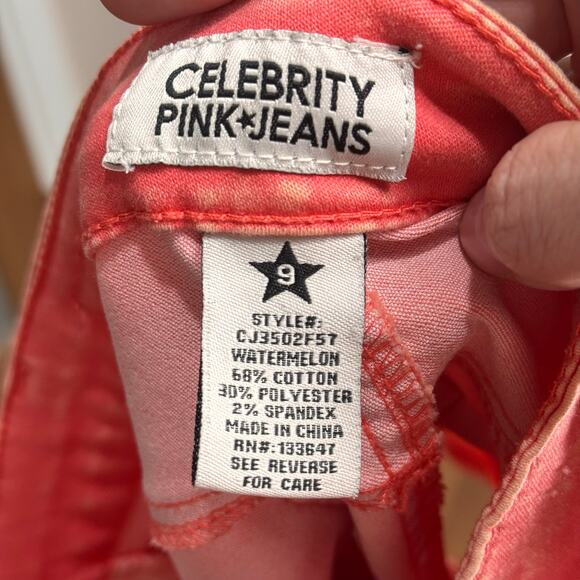 CELEBRITY
PINK★JEANS
9
STYLE#:
CJ3502F57
WATERMELON
68% COTTON
30% POLYESTER
2% SPANDEX
MADE IN CHINA
RN#:133647
SEE REVERSE
FOR CARE